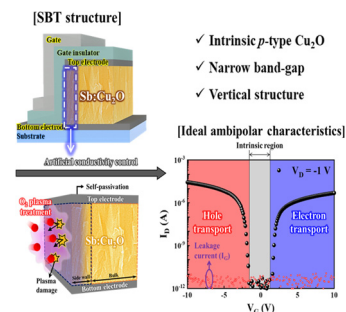 [SBT structure]
Gate
Gate insulator
Top electrode
Sb:Cu2O
Bottom electrod
Substrate
✓ Intrinsic p-type Cu2O
✓ Narrow band-gap
✓ Vertical structure
Artificial conductivity control
Self-passivation
O2 plasma
treatment
Top electrode
Sb:Cu2O
Side wall
Bulk
Plasma
damage
Bottom electrode
[Ideal ambipolar characteristics]
Intrinsic region
VD = -1 V
Hole
transport
Electron
transport
Leakage
current (IG)
ID (A)
10-3
10-6
10-9
10-12
-10
-5
0
5
10
VG (V)